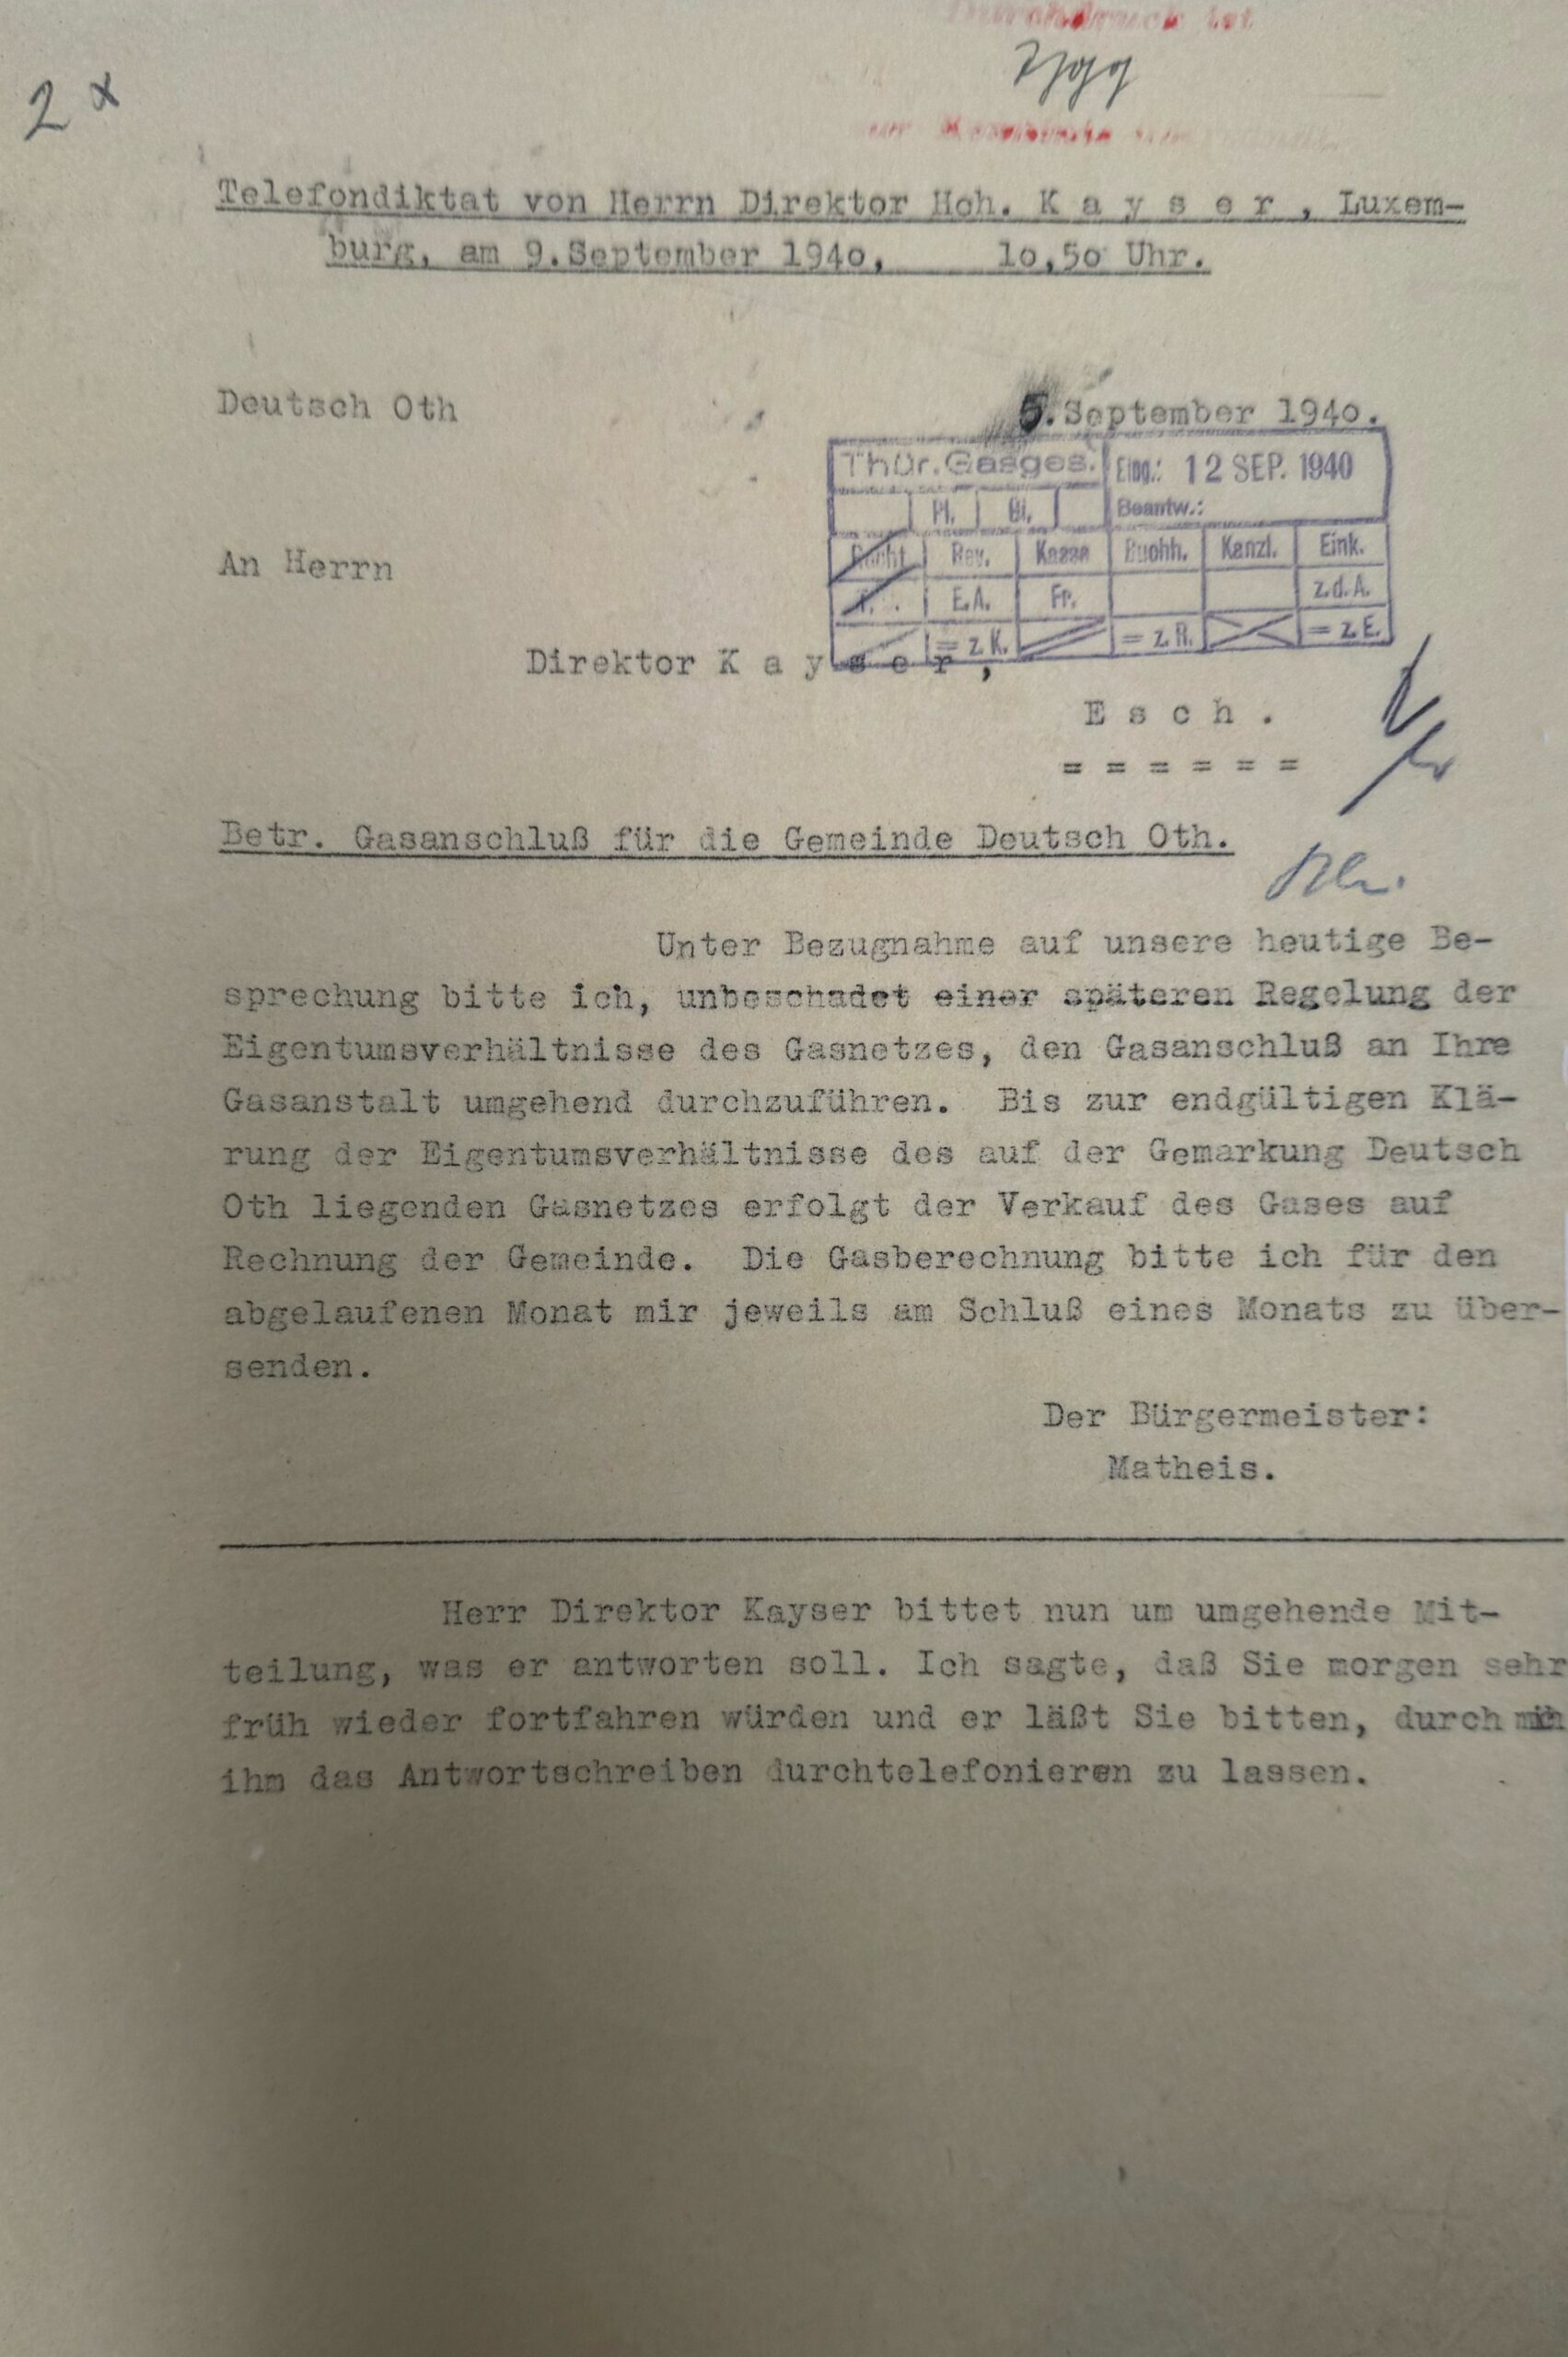 Durchdruck ist
2 x
Telefondiktat von Herrn Direktor Hch. K a y s e r , Luxem-
burg, am 9.September 194o, lo,5o Uhr.
Deutsch Oth
5.September 194o.
Thür.Gasges. Eing.: 12 SEP. 1940
Pl. Bi. Beantw.:
Rev. Kasse Buchh. Kanzl. Eink.
E.A. Fr. z.d.A.
= z.K. = z.R. = z.E.
An Herrn
Direktor K a y s e r ,
E s c h .
= = = = = =
Betr. Gasanschluß für die Gemeinde Deutsch Oth.
Unter Bezugnahme auf unsere heutige Be-
sprechung bitte ich, unbeschadet einer späteren Regelung der
Eigentumsverhältnisse des Gasnetzes, den Gasanschluß an Ihre
Gasanstalt umgehend durchzuführen. Bis zur endgültigen Klä-
rung der Eigentumsverhältnisse des auf der Gemarkung Deutsch
Oth liegenden Gasnetzes erfolgt der Verkauf des Gases auf
Rechnung der Gemeinde. Die Gasberechnung bitte ich für den
abgelaufenen Monat mir jeweils am Schluß eines Monats zu über-
senden.
Der Bürgermeister:
Matheis.
Herr Direktor Kayser bittet nun um umgehende Mit-
teilung, was er antworten soll. Ich sagte, daß Sie morgen sehr
früh wieder fortfahren würden und er läßt Sie bitten, durch mich
ihm das Antwortschreiben durchtelefonieren zu lassen.